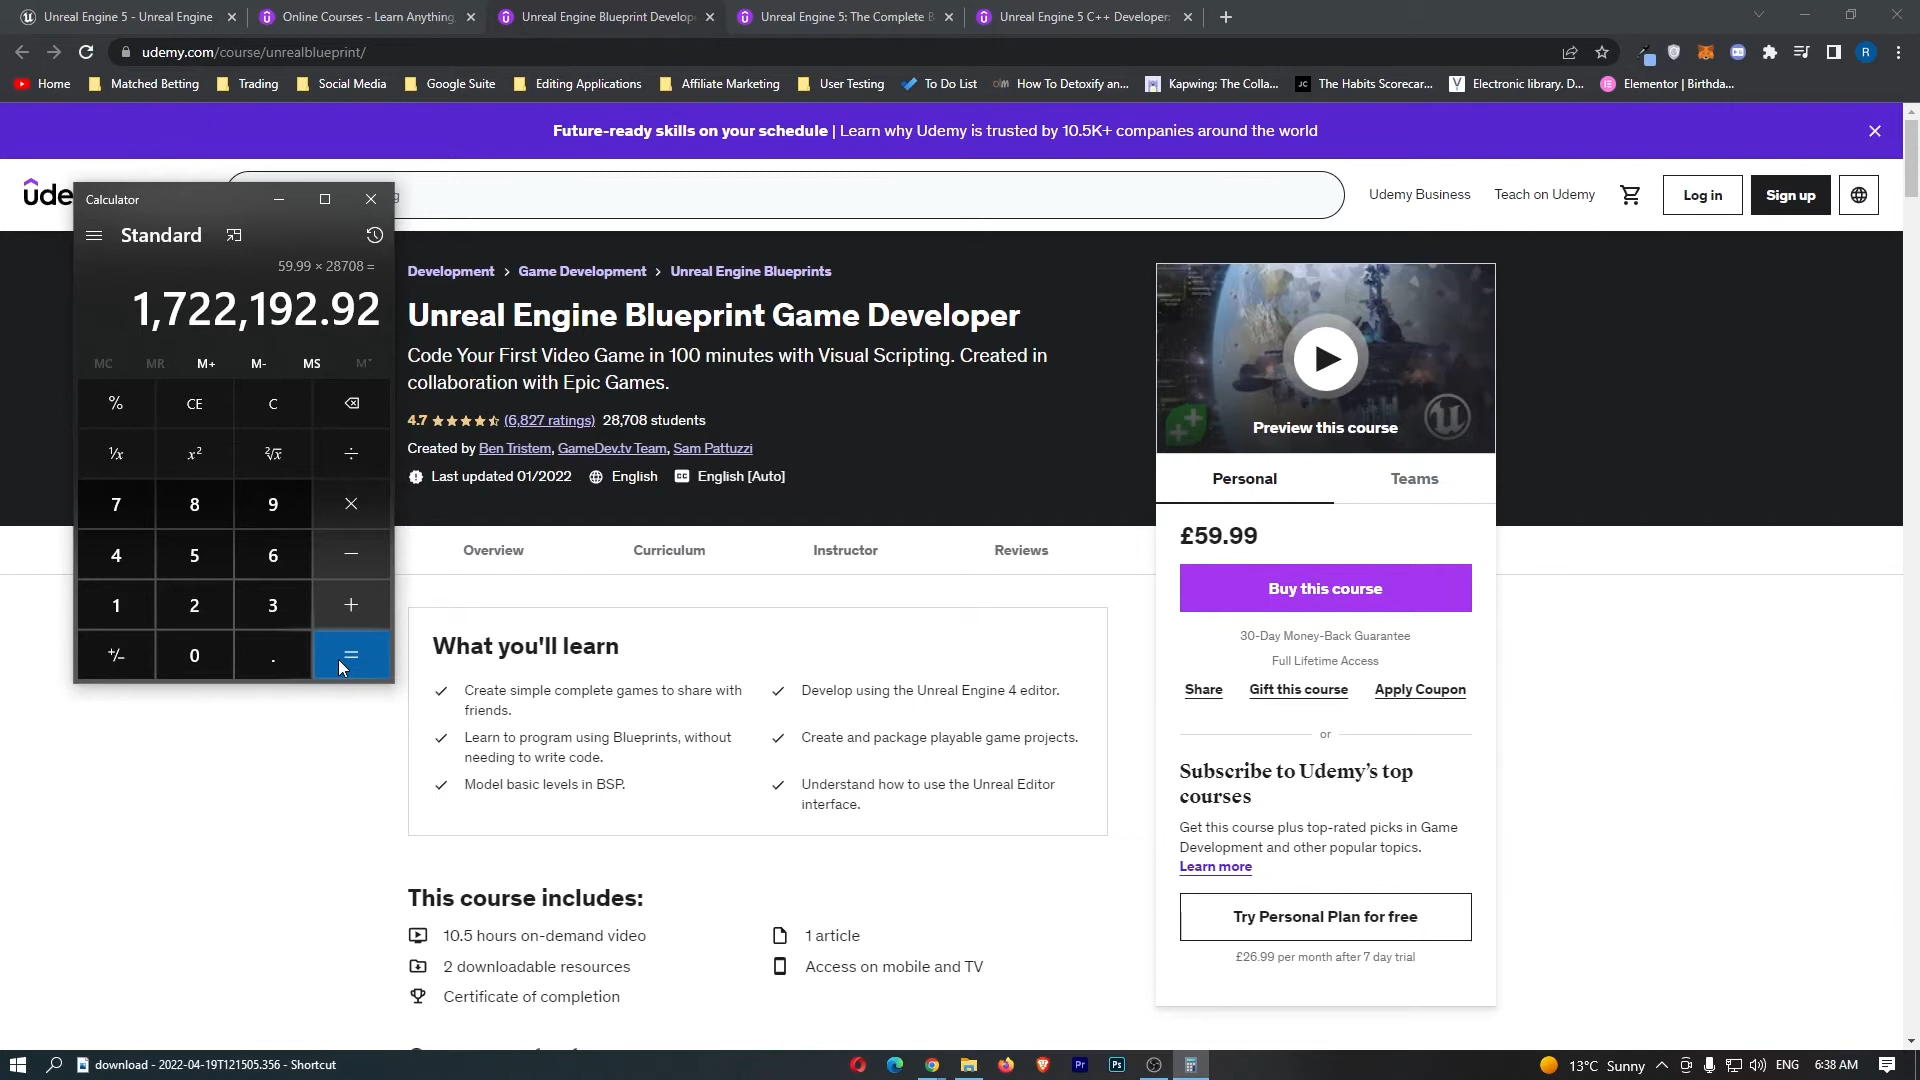 Unreal Engine 5 - Unreal Engine
Online Courses - Learn Anything,
Unreal Engine Blueprint Develop
Unreal Engine 5: The Complete B
Unreal Engine 5 C++ Developer:
udemy.com/course/unrealblueprint/
R
Home
Matched Betting
Trading
Social Media
Google Suite
Editing Applications
Affiliate Marketing
User Testing
To Do List
How To Detoxify an...
Kapwing: The Colla...
JC
The Habits Scorecar...
Electronic library. D...
Elementor | Birthda...
Future-ready skills on your schedule | Learn why Udemy is trusted by 10.5K+ companies around the world
ûde
g
Udemy Business
Teach on Udemy
Log in
Sign up
Calculator
Standard
59.99 × 28708 =
1,722,192.92
MC MR M+ M- MS M˅
% CE C
¹/x x² ²√x ÷
7 8 9 ×
4 5 6 −
1 2 3 +
+/− 0 . =
Development > Game Development > Unreal Engine Blueprints
Unreal Engine Blueprint Game Developer
Code Your First Video Game in 100 minutes with Visual Scripting. Created in
collaboration with Epic Games.
4.7 (6,827 ratings) 28,708 students
Created by Ben Tristem, GameDev.tv Team, Sam Pattuzzi
Last updated 01/2022
English
CC English [Auto]
Preview this course
Personal
Teams
£59.99
Buy this course
30-Day Money-Back Guarantee
Full Lifetime Access
Share
Gift this course
Apply Coupon
or
Subscribe to Udemy’s top
courses
Get this course plus top-rated picks in Game
Development and other popular topics.
Learn more
Try Personal Plan for free
£26.99 per month after 7 day trial
Overview
Curriculum
Instructor
Reviews
What you'll learn
Create simple complete games to share with
friends.
Learn to program using Blueprints, without
needing to write code.
Model basic levels in BSP.
Develop using the Unreal Engine 4 editor.
Create and package playable game projects.
Understand how to use the Unreal Editor
interface.
This course includes:
10.5 hours on-demand video
2 downloadable resources
Certificate of completion
1 article
Access on mobile and TV
download - 2022-04-19T121505.356 - Shortcut
Pr
Ps
13°C Sunny
ENG
6:38 AM